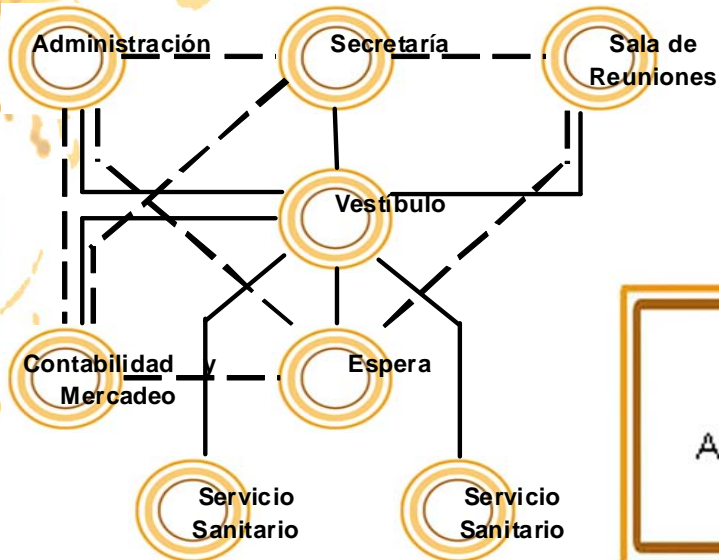 Administración
Secretaría
Sala de
Reuniones
Vestíbulo
Contabilidad y
Mercadeo
Espera
Servicio
Sanitario
Servicio
Sanitario
A